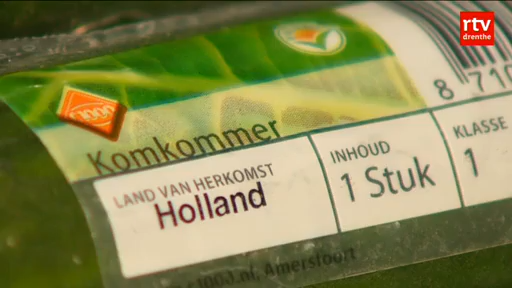 rtv
drenthe
8 710
Komkommer
LAND VAN HERKOMST
Holland
INHOUD
1 Stuk
KLASSE
1
Amersfoort